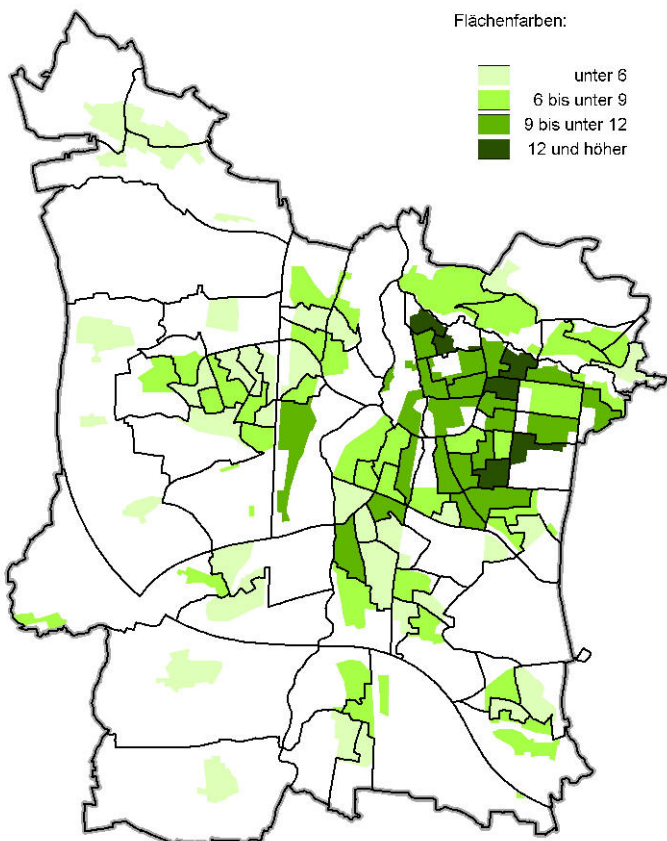 Flächenfarben:
unter 6
6 bis unter 9
9 bis unter 12
12 und höher